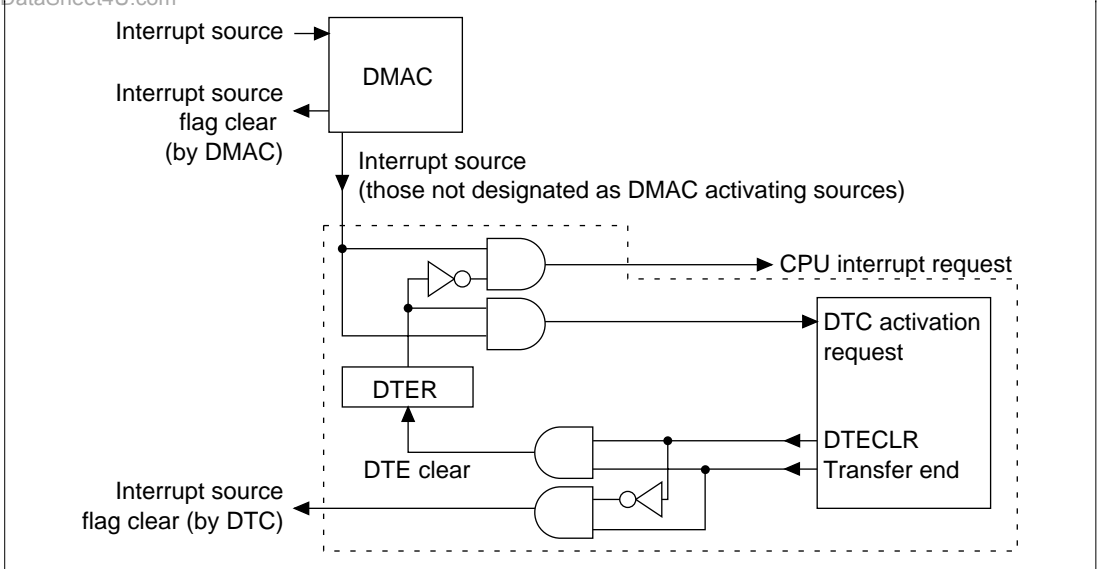 DataSheet4U.com
Interrupt source
DMAC
Interrupt source
flag clear
(by DMAC)
Interrupt source
(those not designated as DMAC activating sources)
CPU interrupt request
DTC activation
request
DTER
DTECLR
DTE clear
Transfer end
Interrupt source
flag clear (by DTC)